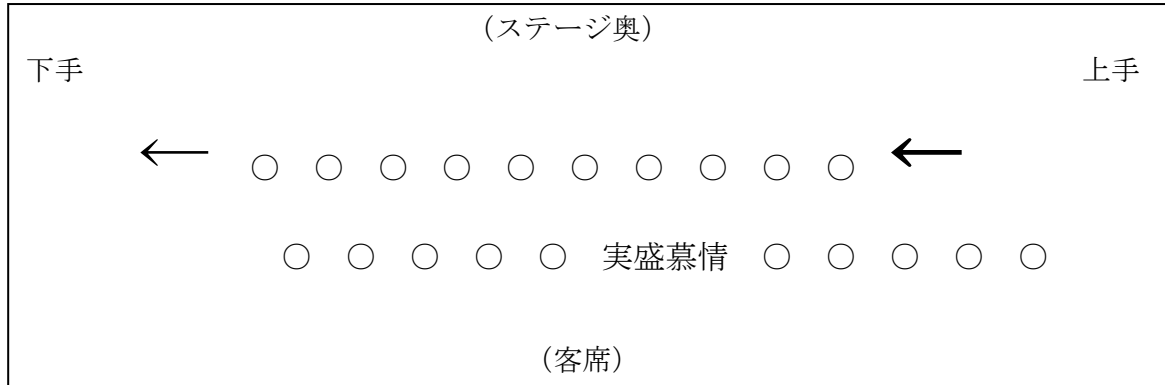 (ステージ奥)
下手 上手
← ○ ○ ○ ○ ○ ○ ○ ○ ○ ○ ←
○ ○ ○ ○ ○ 実盛慕情 ○ ○ ○ ○ ○
(客席)